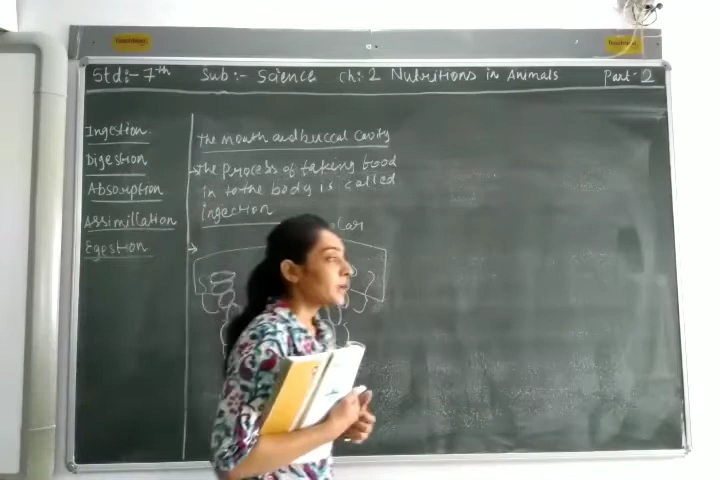 Std:- 7th Sub:- Science Ch: 2 Nutritions in Animals Part- 2
Ingestion
Digestion
Absorption
Assimillation
Egestion
The mouth and buccal cavity
The process of taking food
in to the body is called
ingection